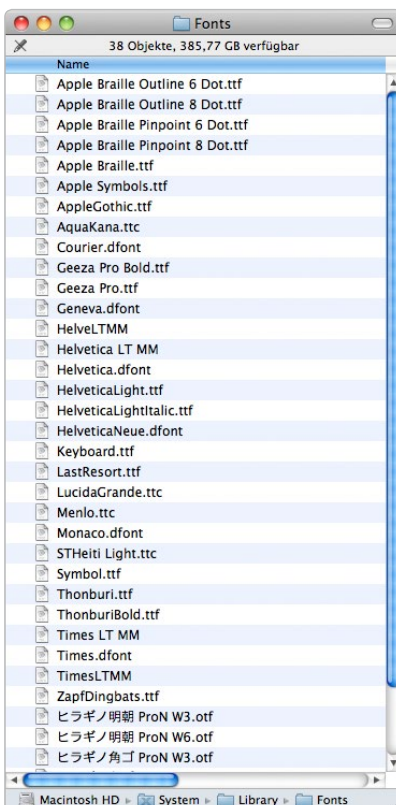 Fonts
38 Objekte, 385,77 GB verfügbar
Name
Apple Braille Outline 6 Dot.ttf
Apple Braille Outline 8 Dot.ttf
Apple Braille Pinpoint 6 Dot.ttf
Apple Braille Pinpoint 8 Dot.ttf
Apple Braille.ttf
Apple Symbols.ttf
AppleGothic.ttf
AquaKana.ttc
Courier.dfont
Geeza Pro Bold.ttf
Geeza Pro.ttf
Geneva.dfont
HelveLTMM
Helvetica LT MM
Helvetica.dfont
HelveticaLight.ttf
HelveticaLightItalic.ttf
HelveticaNeue.dfont
Keyboard.ttf
LastResort.ttf
LucidaGrande.ttc
Menlo.ttc
Monaco.dfont
STHeiti Light.ttc
Symbol.ttf
Thonburi.ttf
ThonburiBold.ttf
Times LT MM
Times.dfont
TimesLTMM
ZapfDingbats.ttf
ヒラギノ明朝 ProN W3.otf
ヒラギノ明朝 ProN W6.otf
ヒラギノ角ゴ ProN W3.otf
Macintosh HD ▸ System ▸ Library ▸ Fonts